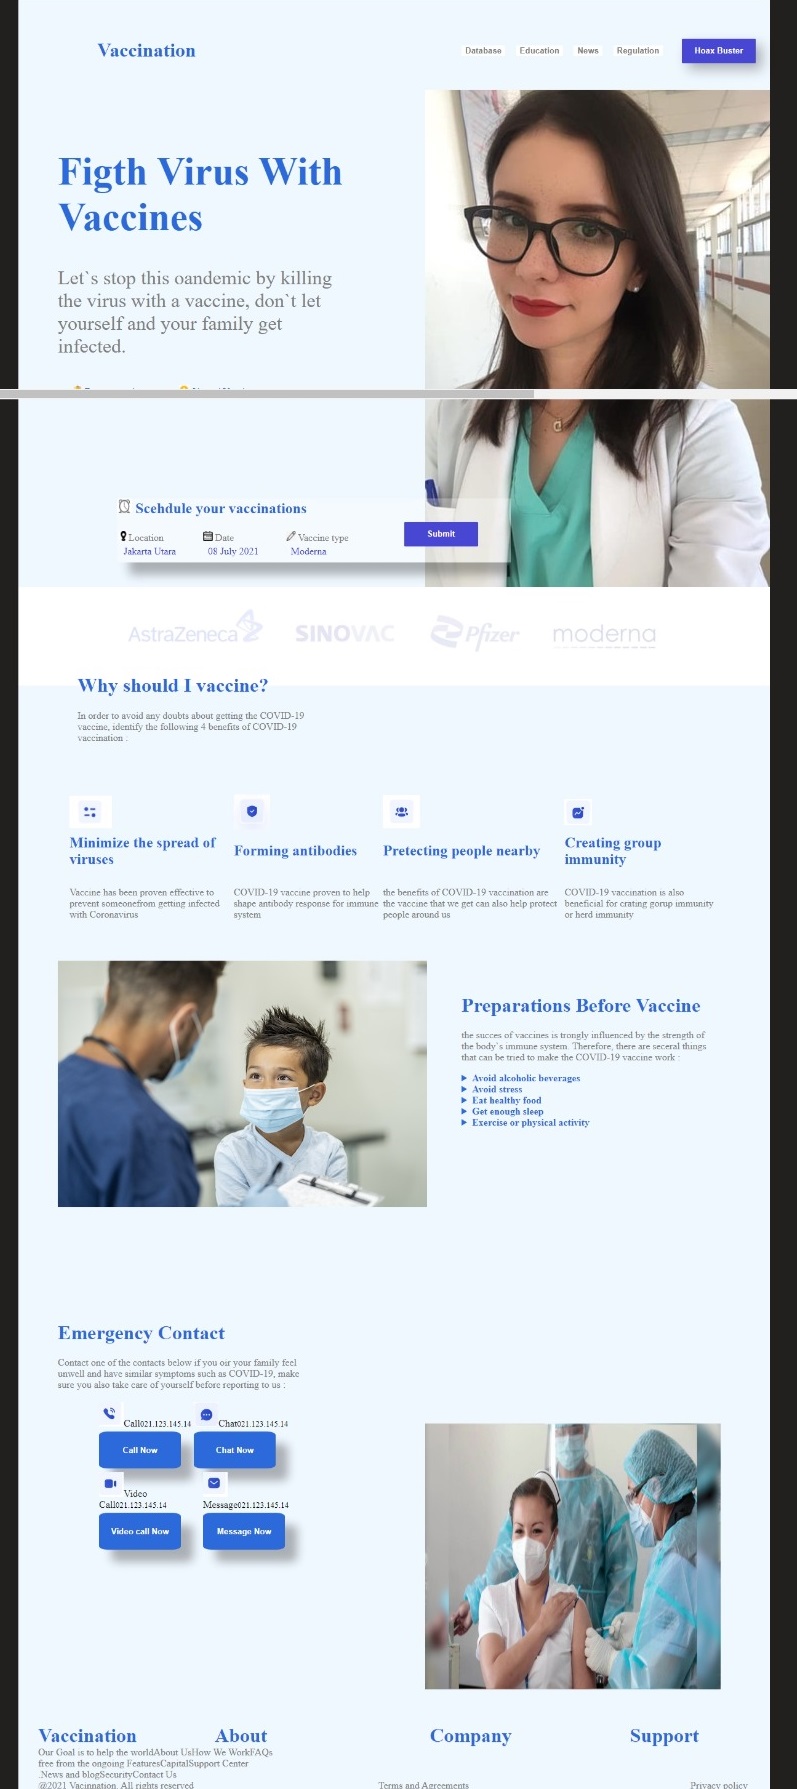 Vaccination
Database Education News Regulation Hoax Buster
Figth Virus With
Vaccines
Let`s stop this oandemic by killing
the virus with a vaccine, don`t let
yourself and your family get
infected.
Scehdule your vaccinations
Location Date Vaccine type
Jakarta Utara 08 July 2021 Moderna
Submit
AstraZeneca SINOVAC Pfizer moderna
Why should I vaccine?
In order to avoid any doubts about getting the COVID-19
vaccine, identify the following 4 benefits of COVID-19
vaccination :
Minimize the spread of
viruses
Vaccine has been proven effective to
prevent someonefrom getting infected
with Coronavirus
Forming antibodies
COVID-19 vaccine proven to help
shape antibody response for immune
system
Pretecting people nearby
the benefits of COVID-19 vaccination are
the vaccine that we get can also help protect
people around us
Creating group
immunity
COVID-19 vaccination is also
beneficial for crating gorup immunity
or herd immunity
Preparations Before Vaccine
the succes of vaccines is trongly influenced by the strength of
the body`s immune system. Therefore, there are seceral things
that can be tried to make the COVID-19 vaccine work :
Avoid alcoholic beverages
Avoid stress
Eat healthy food
Get enough sleep
Exercise or physical activity
Emergency Contact
Contact one of the contacts below if you oir your family feel
unwell and have similar symptoms such as COVID-19, make
sure you also take care of yourself before reporting to us :
Call021.123.145.14 Chat021.123.145.14
Call Now Chat Now
Video
Call021.123.145.14 Message021.123.145.14
Video call Now Message Now
Vaccination About Company Support
Our Goal is to help the worldAbout UsHow We WorkFAQs
free from the ongoing FeaturesCapitalSupport Center
.News and blogSecurityContact Us
@2021 Vacinnation. All rights reserved Terms and Agreements Privacy policy